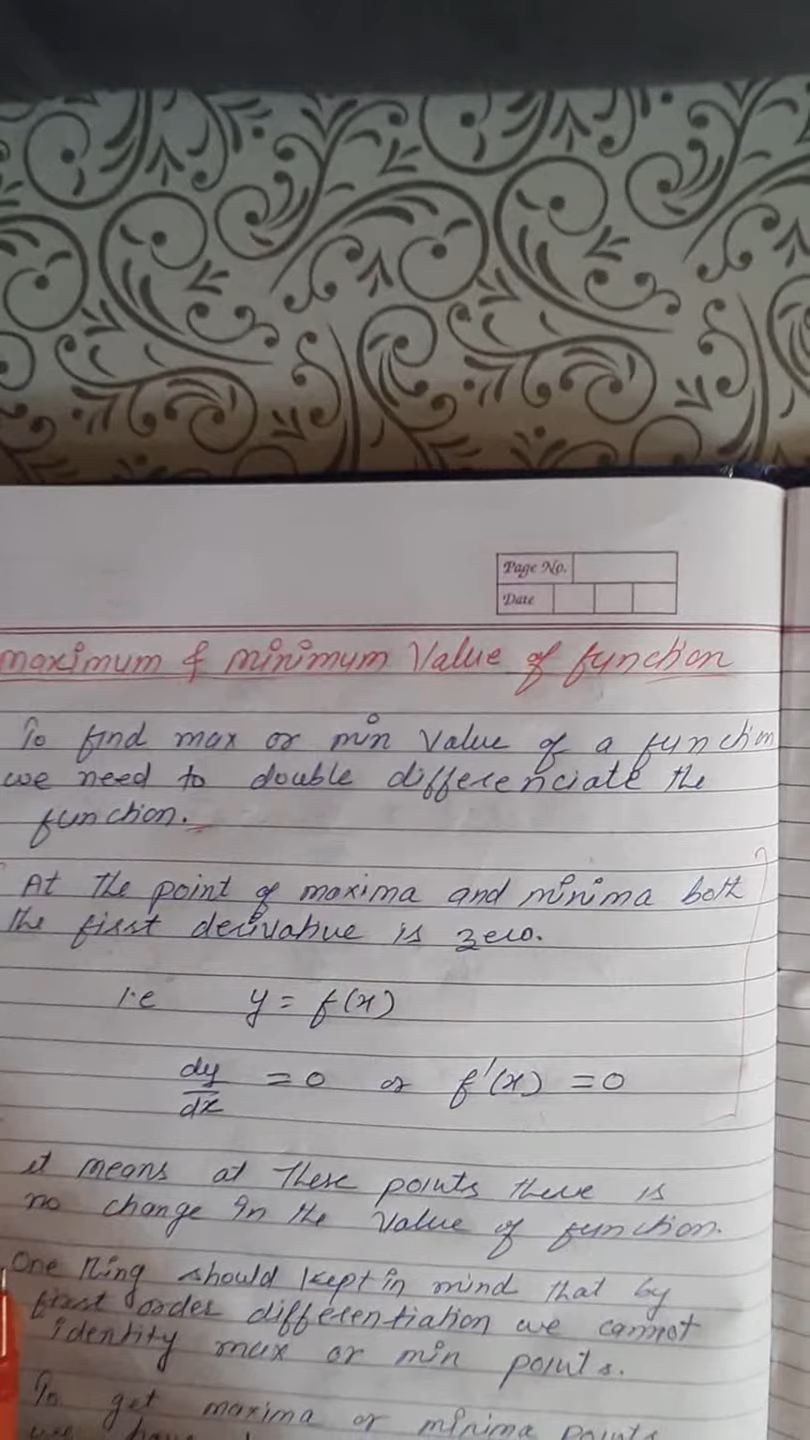 Page No.
Date
maximum & minimum Value of function
To find max or min value of a function
we need to double differenciate the
function.
At the point of maxima and minima both
the first derivative is zero.
i.e y = f(x)
dy/dx = 0 or f'(x) = 0
it means at these points there is
no change in the value of function.
One thing should kept in mind that by
first order differentiation we cannot
identity max or min points.
To get maxima or minima points
we have